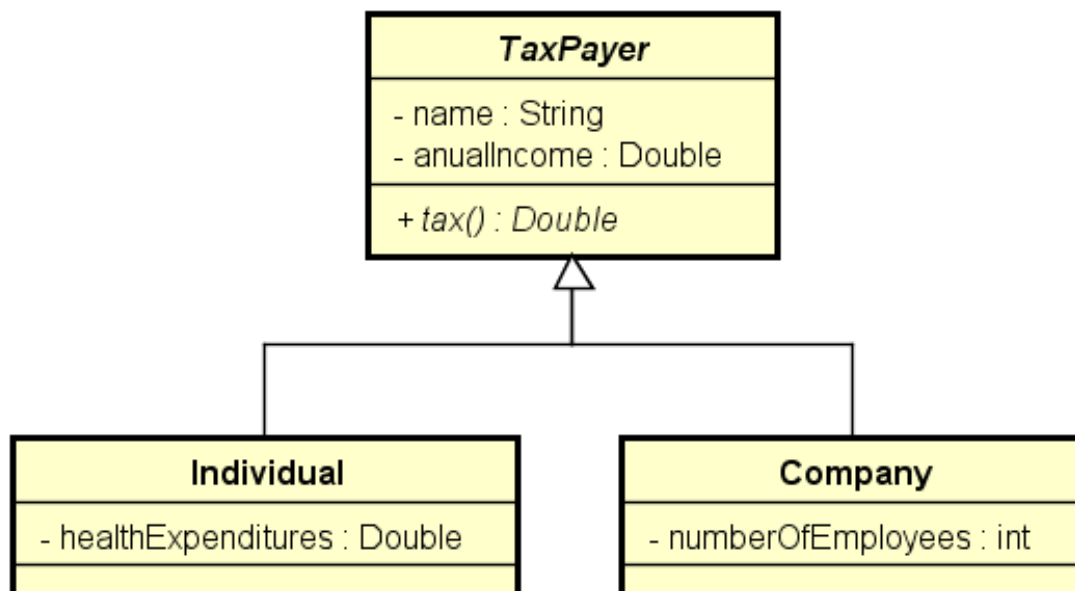 TaxPayer
- name : String
- anualIncome : Double
+ tax() : Double
Individual
- healthExpenditures : Double
Company
- numberOfEmployees : int